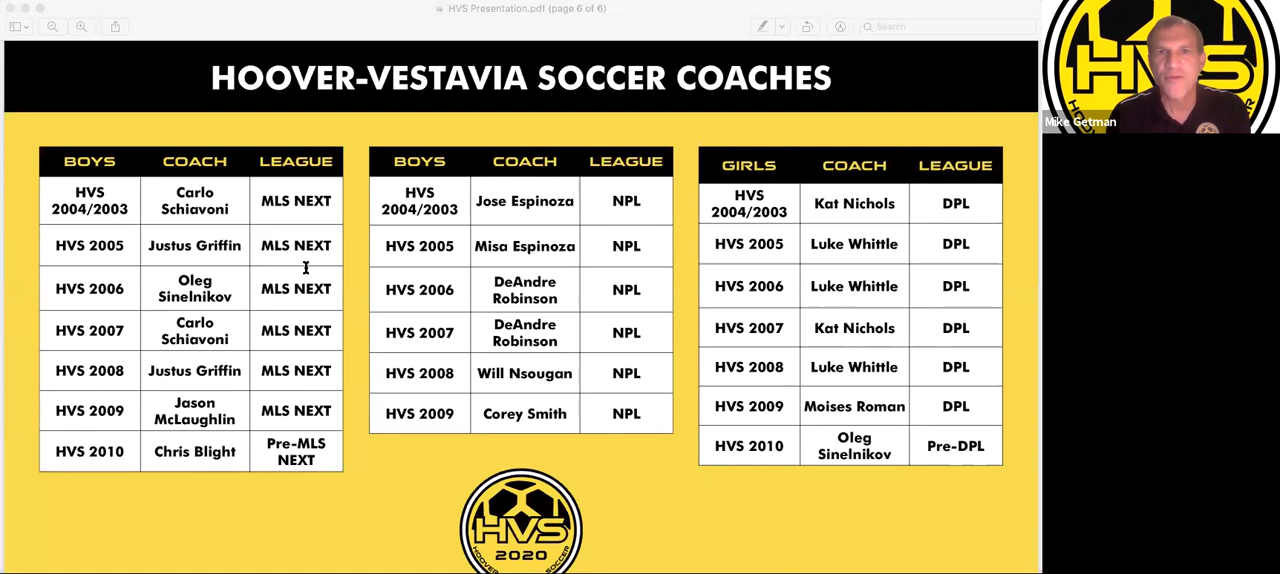 HVS Presentation.pdf (page 6 of 6)
Search
HOOVER-VESTAVIA SOCCER COACHES
BOYS COACH LEAGUE
HVS 2004/2003 Carlo Schiavoni MLS NEXT
HVS 2005 Justus Griffin MLS NEXT
HVS 2006 Oleg Sinelnikov MLS NEXT
HVS 2007 Carlo Schiavoni MLS NEXT
HVS 2008 Justus Griffin MLS NEXT
HVS 2009 Jason McLaughlin MLS NEXT
HVS 2010 Chris Blight Pre-MLS NEXT
BOYS COACH LEAGUE
HVS 2004/2003 Jose Espinoza NPL
HVS 2005 Misa Espinoza NPL
HVS 2006 DeAndre Robinson NPL
HVS 2007 DeAndre Robinson NPL
HVS 2008 Will Nsougan NPL
HVS 2009 Corey Smith NPL
GIRLS COACH LEAGUE
HVS 2004/2003 Kat Nichols DPL
HVS 2005 Luke Whittle DPL
HVS 2006 Luke Whittle DPL
HVS 2007 Kat Nichols DPL
HVS 2008 Luke Whittle DPL
HVS 2009 Moises Roman DPL
HVS 2010 Oleg Sinelnikov Pre-DPL
HVS
2020
HVS
Mike Getman